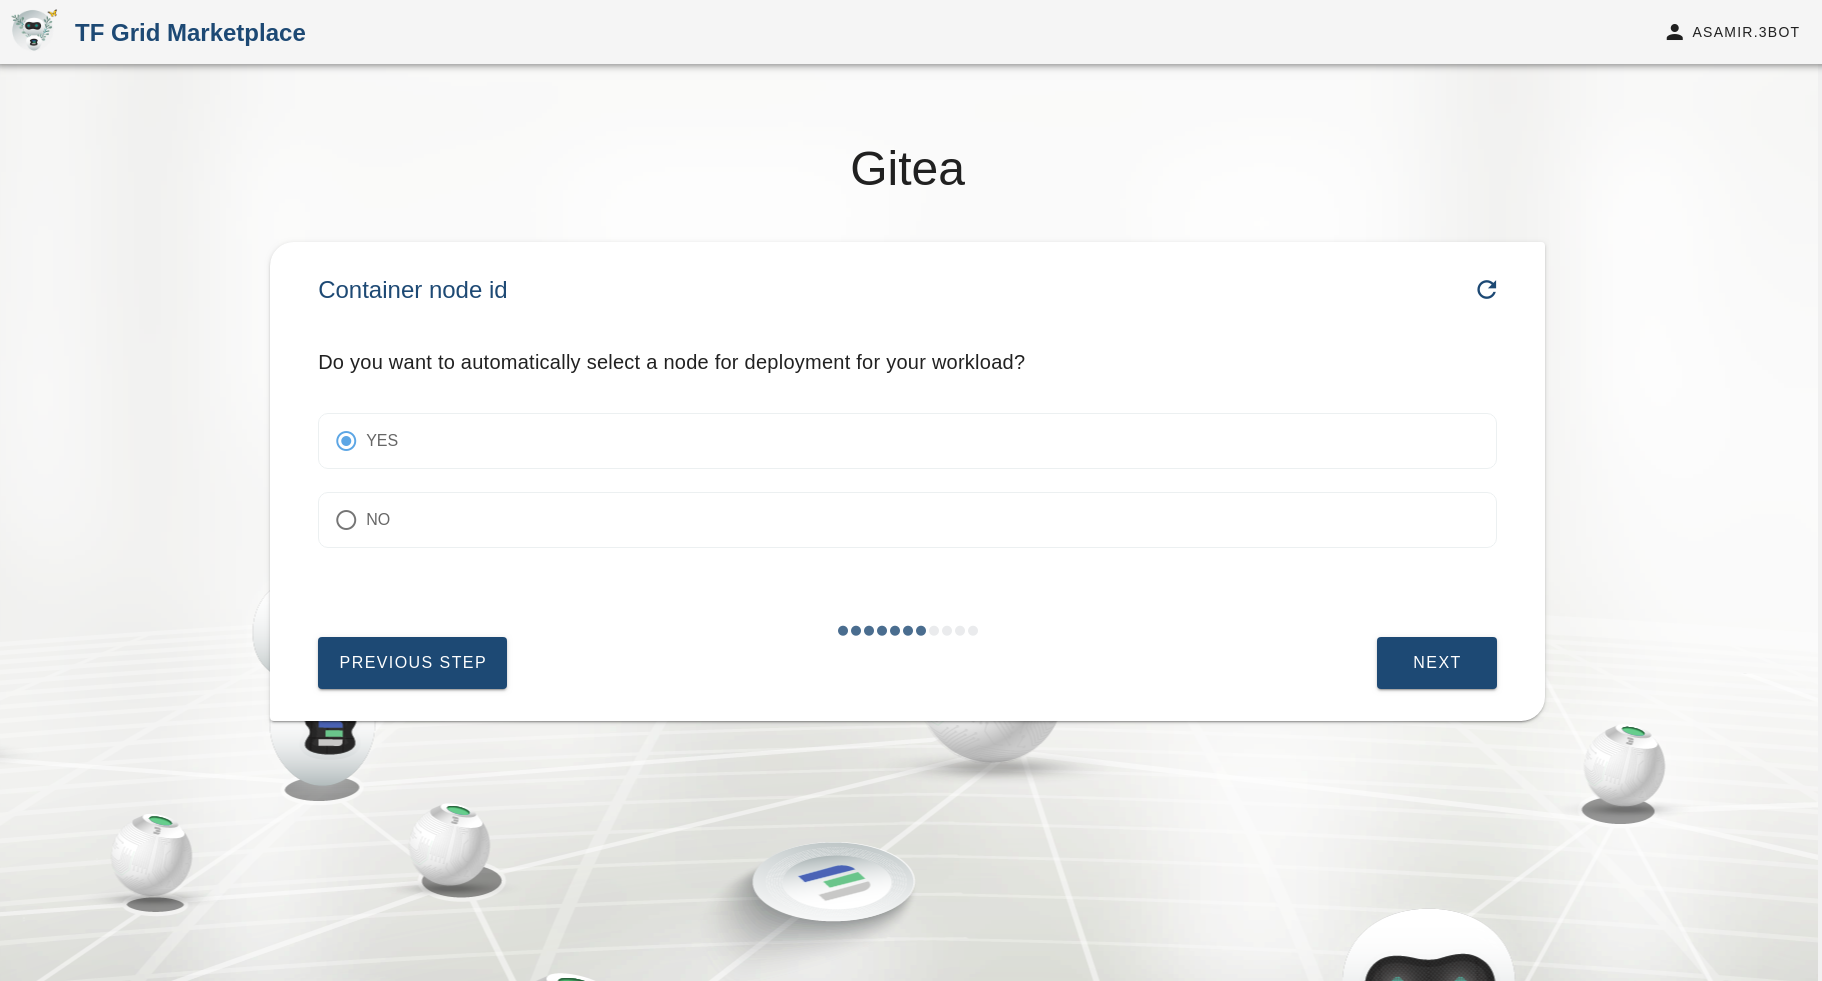 TF Grid Marketplace
ASAMIR.3BOT
Gitea
Container node id
Do you want to automatically select a node for deployment for your workload?
YES
NO
PREVIOUS STEP
NEXT